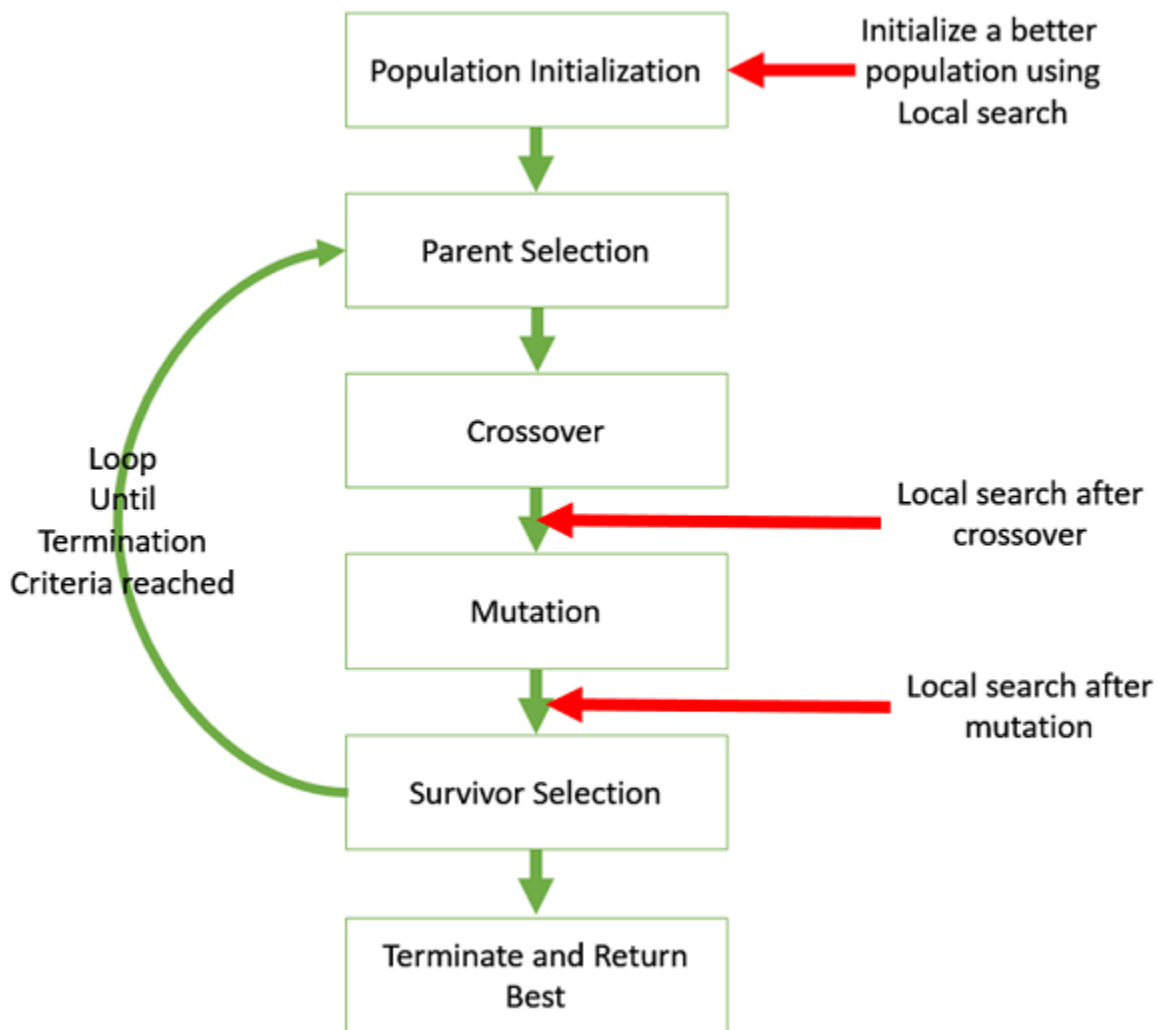 Population Initialization
Initialize a better
population using
Local search
Parent Selection
Crossover
Loop
Until
Termination
Criteria reached
Local search after
crossover
Mutation
Local search after
mutation
Survivor Selection
Terminate and Return
Best